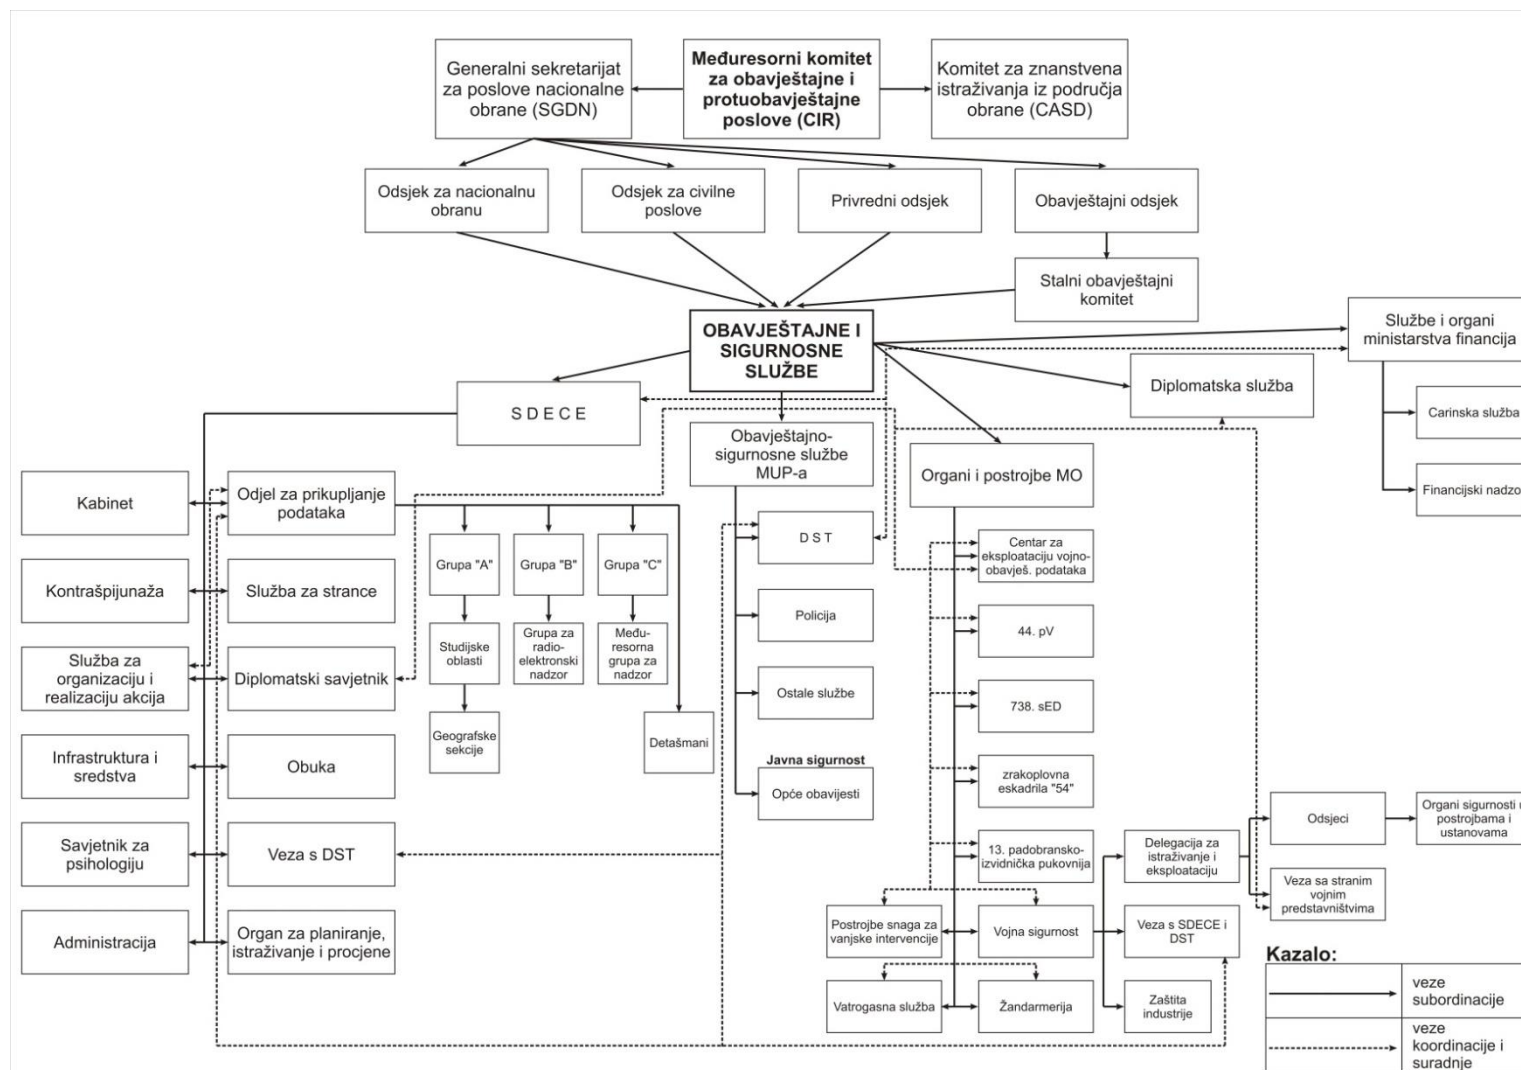 Generalni sekretarijat
za poslove nacionalne
obrane (SGDN)
Međuresorni komitet
za obavještajne i
protuobavještajne
poslove (CIR)
Komitet za znanstvena
istraživanja iz područja
obrane (CASD)
Odsjek za nacionalnu
obranu
Odsjek za civilne
poslove
Privredni odsjek
Obavještajni odsjek
Stalni obavještajni
komitet
OBAVJEŠTAJNE I
SIGURNOSNE
SLUŽBE
Službe i organi
ministarstva financija
Diplomatska služba
Carinska služba
Financijski nadzor
S D E C E
Obavještajno-
sigurnosne službe
MUP-a
Organi i postrojbe MO
Kabinet
Odjel za prikupljanje
podataka
Kontrašpijunaža
Služba za strance
Služba za
organizaciju i
realizaciju akcija
Diplomatski savjetnik
Infrastruktura i
sredstva
Obuka
Savjetnik za
psihologiju
Veza s DST
Administracija
Organ za planiranje,
istraživanje i procjene
Grupa "A"
Grupa "B"
Grupa "C"
Studijske
oblasti
Grupa za
radio-
elektronski
nadzor
Među-
resorna
grupa za
nadzor
Geografske
sekcije
Detašmani
D S T
Policija
Ostale službe
Javna sigurnost
Opće obavijesti
Centar za
eksploataciju vojno-
obavješ. podataka
44. pV
738. sED
zrakoplovna
eskadrila "54"
13. padobransko-
izvidnička pukovnija
Postrojbe snaga za
vanjske intervencije
Vojna sigurnost
Vatrogasna služba
Žandarmerija
Delegacija za
istraživanje i
eksploataciju
Veza s SDECE i
DST
Zaštita
industrije
Odsjeci
Organi sigurnosti u
postrojbama i
ustanovama
Veza sa stranim
vojnim
predstavništvima
Kazalo:
veze
subordinacije
veze
koordinacije i
suradnje